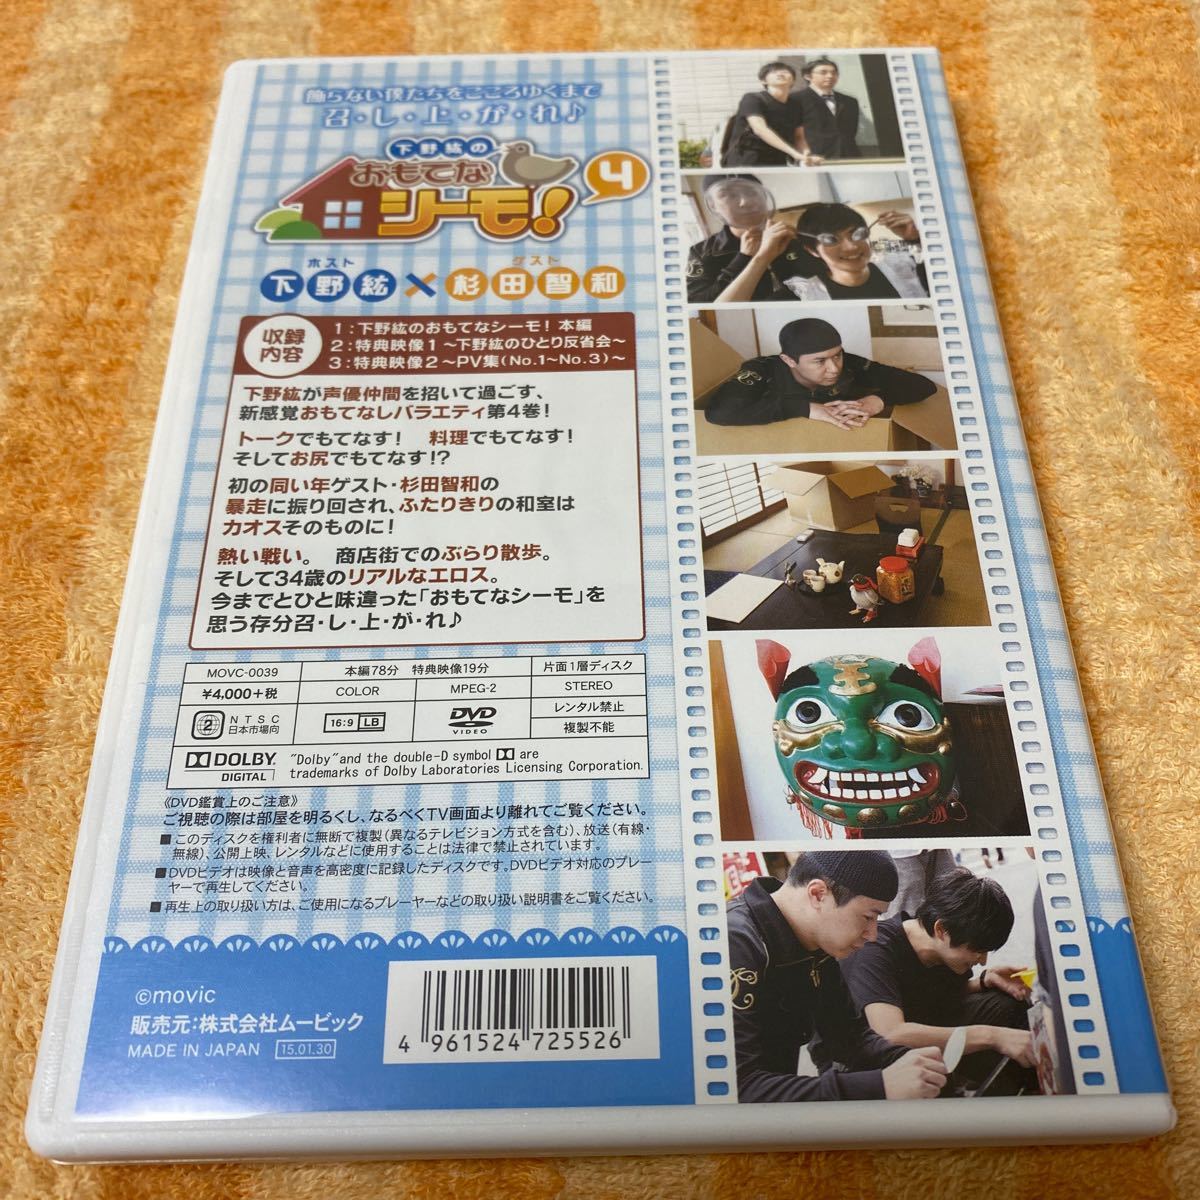 飾らない僕たちをこころゆくまで
召・し・上・が・れ♪
下野紘の
おもてな
シーモ!
4
ホスト
ゲスト
下野紘×杉田智和
収録
内容
1:下野紘のおもてなシーモ! 本編
2:特典映像1 ～下野紘のひとり反省会～
3:特典映像2～PV集(No.1～No.3)～
下野紘が声優仲間を招いて過ごす、
新感覚おもてなしバラエティ第4巻!
トークでもてなす! 料理でもてなす!
そしてお尻でもてなす!?
初の同い年ゲスト・杉田智和の
暴走に振り回され、ふたりきりの和室は
カオスそのものに!
熱い戦い。 商店街でのぶらり散歩。
そして34歳のリアルなエロス。
今までとひと味違った「おもてなシーモ」を
思う存分召・し・上・が・れ♪
MOVC-0039 本編78分 特典映像19分 片面1層ディスク
¥4,000+税 COLOR MPEG-2 STEREO
レンタル禁止
2 NTSC 日本市場向 16:9 LB DVD VIDEO 複製不能
DOLBY DIGITAL
"Dolby"and the double-D symbol are
trademarks of Dolby Laboratories Licensing Corporation.
《DVD鑑賞上のご注意》
ご視聴の際は部屋を明るくし、なるべくTV画面より離れてご覧ください。
■このディスクを権利者に無断で複製(異なるテレビジョン方式を含む)、放送(有線・
無線)、公開上映、レンタルなどに使用することは法律で禁止されています。
■DVDビデオは映像と音声を高密度に記録したディスクです。DVDビデオ対応のプレー
ヤーで再生してください。
■再生上の取り扱い方は、ご使用になるプレーヤーなどの取り扱い説明書をご覧ください。
©movic
販売元:株式会社ムービック
MADE IN JAPAN 15.01.30
4 961524 725526